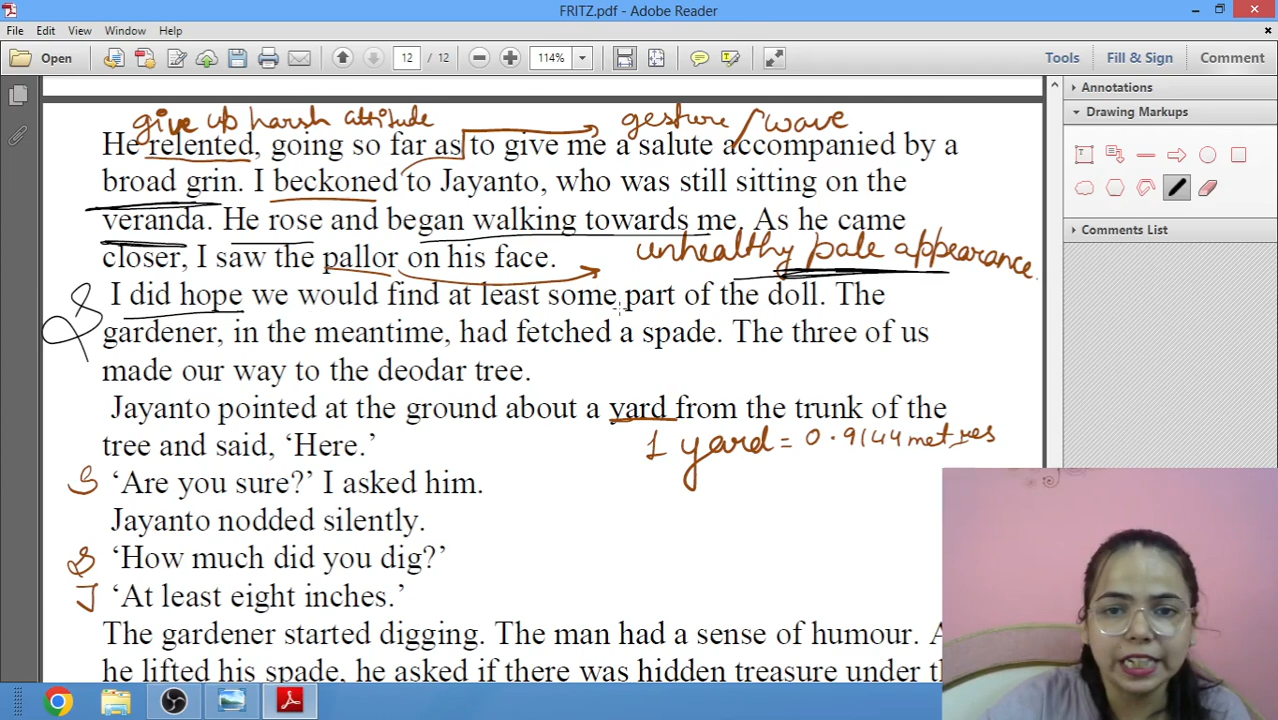 FRITZ.pdf - Adobe Reader
File Edit View Window Help
Open 12 / 12 114% Tools Fill & Sign Comment
Annotations
Drawing Markups
Comments List
give up harsh attitude gesture / wave
He relented, going so far as to give me a salute accompanied by a
broad grin. I beckoned to Jayanto, who was still sitting on the
veranda. He rose and began walking towards me. As he came
unhealthy pale appearance.
closer, I saw the pallor on his face.
S I did hope we would find at least some part of the doll. The
gardener, in the meantime, had fetched a spade. The three of us
made our way to the deodar tree.
Jayanto pointed at the ground about a yard from the trunk of the
tree and said, ‘Here.’ 1 yard = 0.9144 metres
S ‘Are you sure?’ I asked him.
Jayanto nodded silently.
S ‘How much did you dig?’
J ‘At least eight inches.’
The gardener started digging. The man had a sense of humour.
he lifted his spade, he asked if there was hidden treasure under